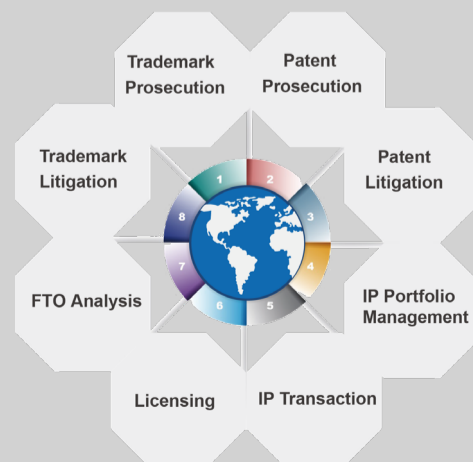 Trademark
Prosecution
Patent
Prosecution
Trademark
Litigation
Patent
Litigation
1
2
8
3
7
4
6
5
FTO Analysis
IP Portfolio
Management
Licensing
IP Transaction